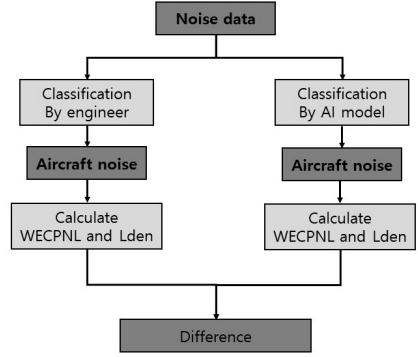 Noise data
Classification
By engineer
Classification
By AI model
Aircraft noise
Aircraft noise
Calculate
WECPNL and Lden
Calculate
WECPNL and Lden
Difference